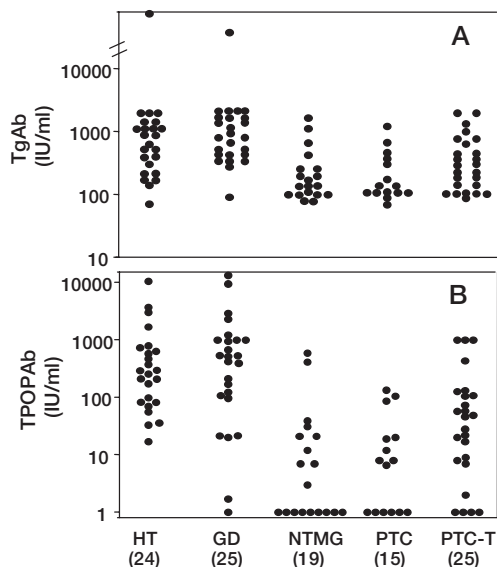 A
TgAb
(IU/ml)
10000
1000
100
10
B
TPOPAb
(IU/ml)
10000
1000
100
10
1
HT GD NTMG PTC PTC-T
(24) (25) (19) (15) (25)